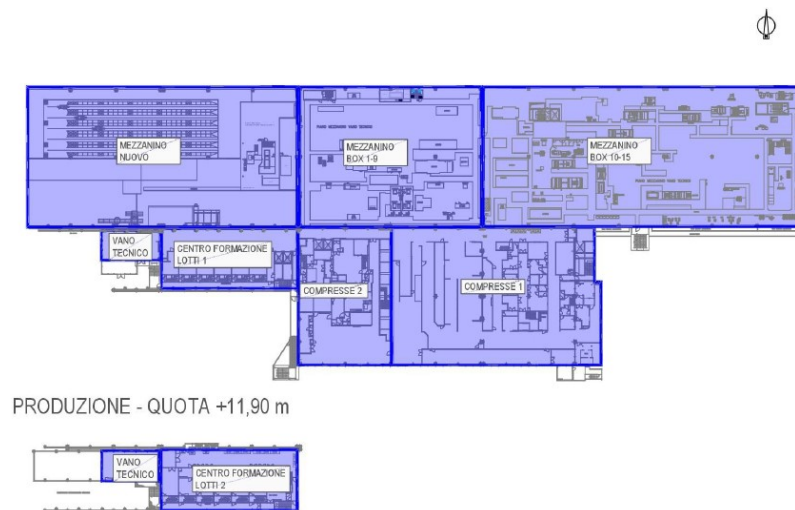 MEZZANINO
NUOVO
MEZZANINO
BOX 1-9
MEZZANINO
BOX 10-15
VANO
TECNICO
CENTRO FORMAZIONE
LOTTI 1
COMPRESSE 2
COMPRESSE 1
PRODUZIONE - QUOTA +11,90 m
VANO
TECNICO
CENTRO FORMAZIONE
LOTTI 2